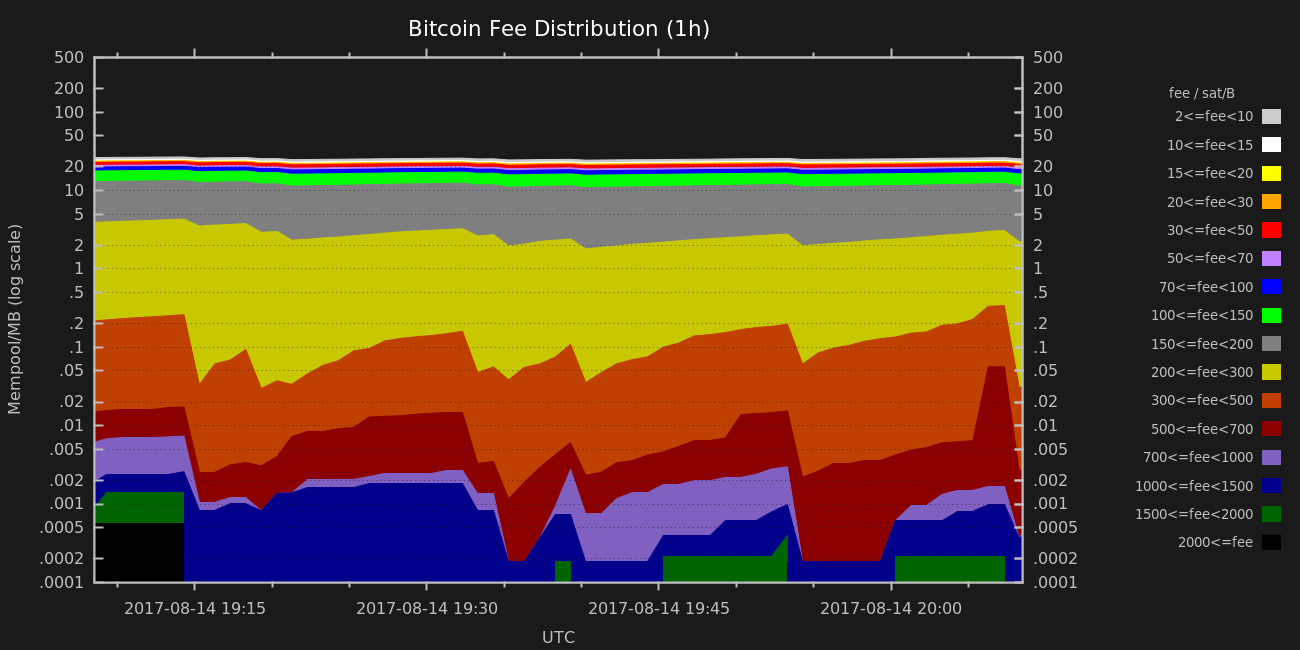 Bitcoin Fee Distribution (1h)
500 500
200 200
100 100
50 50
20 20
10 10
5 5
2 2
1 1
.5 .5
.2 .2
.1 .1
.05 .05
.02 .02
.01 .01
.005 .005
.002 .002
.001 .001
.0005 .0005
.0002 .0002
.0001 .0001
Mempool/MB (log scale)
2017-08-14 19:15 2017-08-14 19:30 2017-08-14 19:45 2017-08-14 20:00
UTC
fee / sat/B
2<=fee<10
10<=fee<15
15<=fee<20
20<=fee<30
30<=fee<50
50<=fee<70
70<=fee<100
100<=fee<150
150<=fee<200
200<=fee<300
300<=fee<500
500<=fee<700
700<=fee<1000
1000<=fee<1500
1500<=fee<2000
2000<=fee